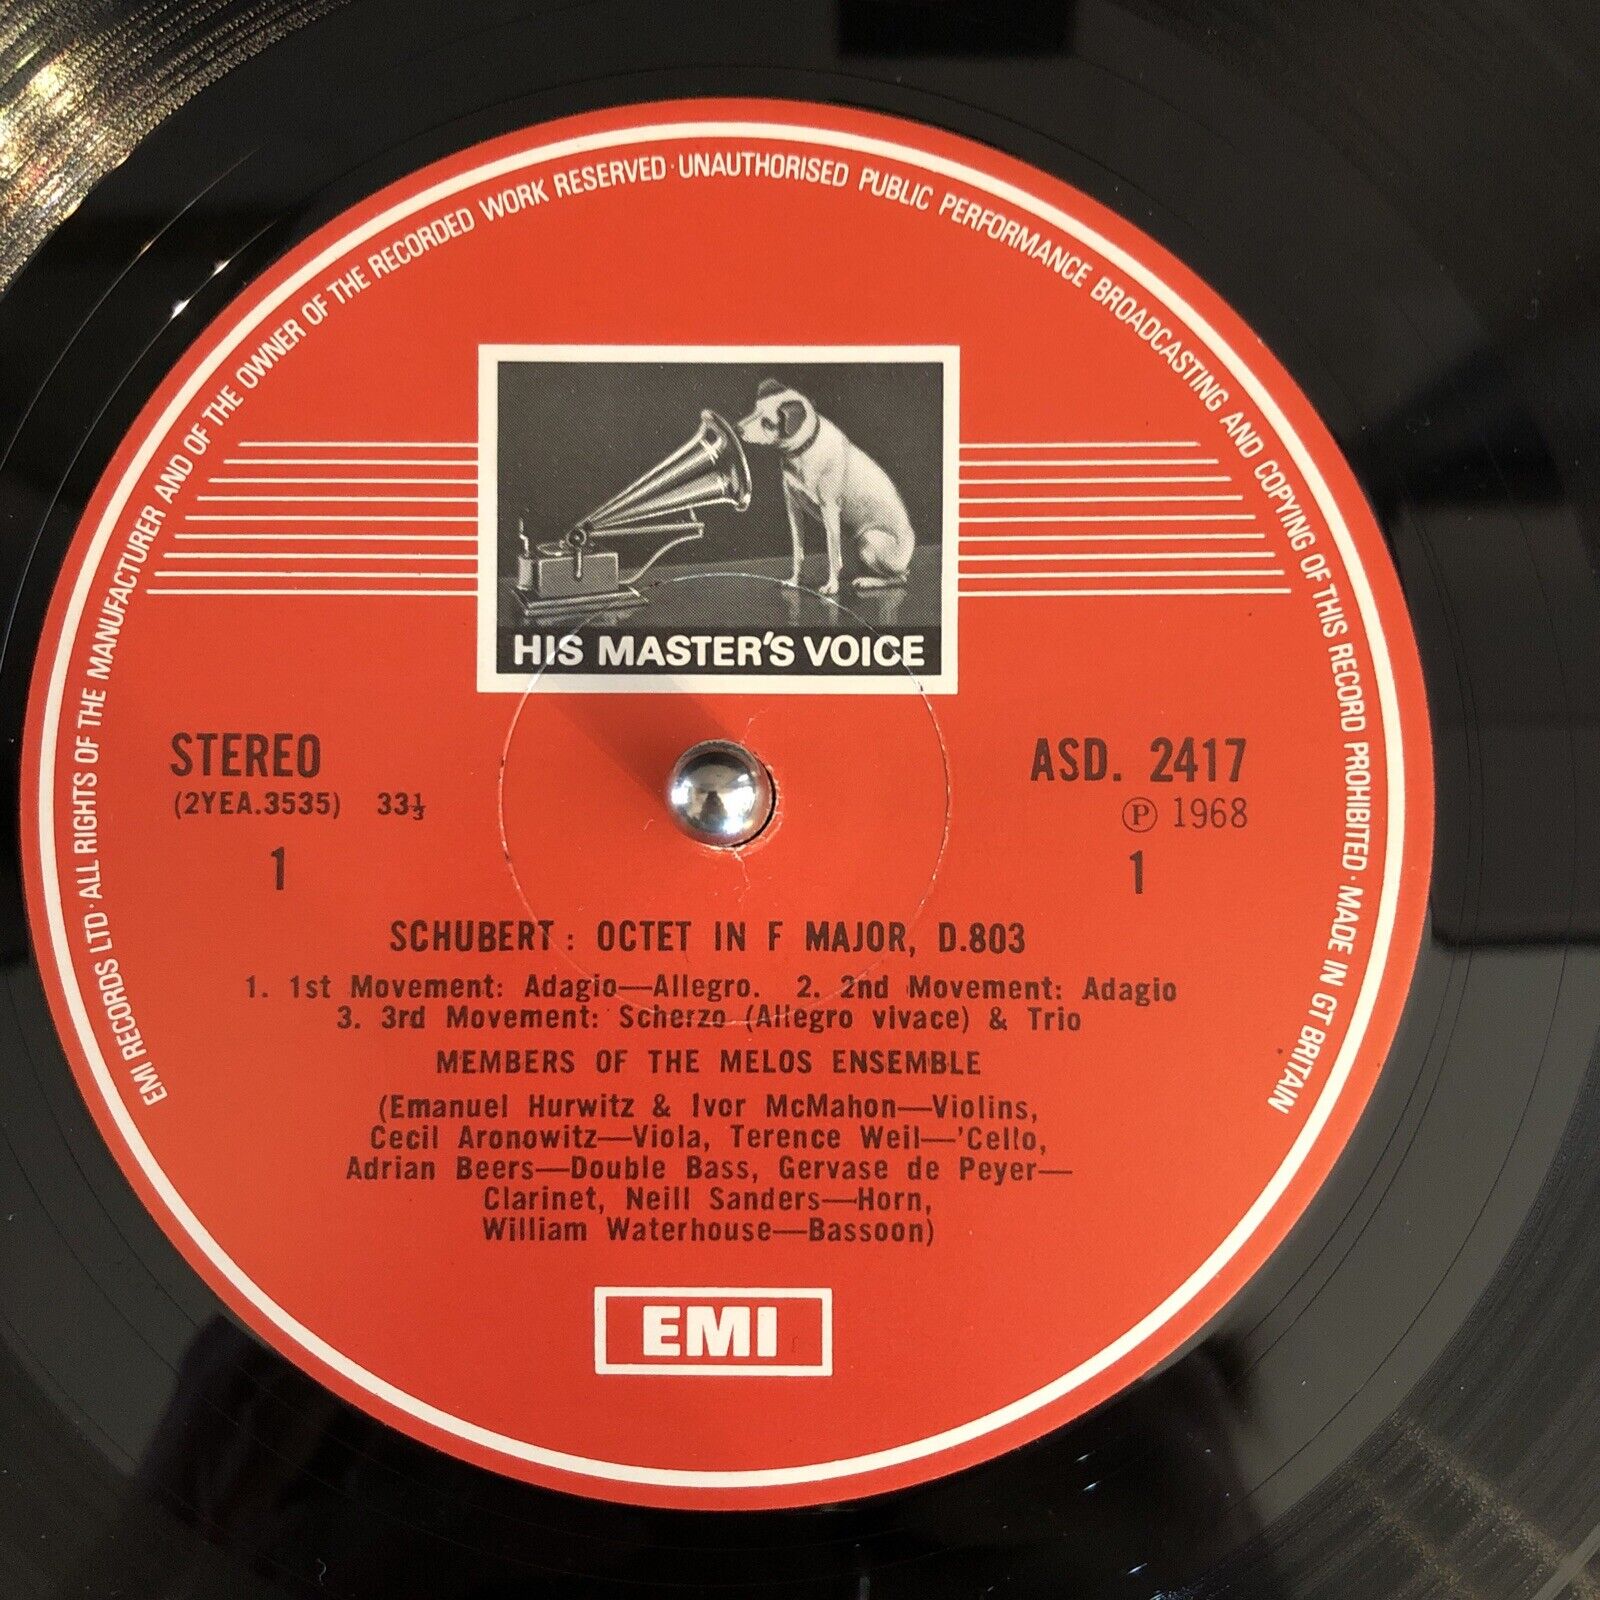 EMI RECORDS LTD · ALL RIGHTS OF THE MANUFACTURER AND OF THE OWNER OF THE RECORDED WORK RESERVED · UNAUTHORISED PUBLIC PERFORMANCE BROADCASTING AND COPYING OF THIS RECORD PROHIBITED · MADE IN GT BRITAIN
HIS MASTER'S VOICE
STEREO ASD. 2417
(2YEA.3535) 33⅓ Ⓟ 1968
1 1
SCHUBERT: OCTET IN F MAJOR, D.803
1. 1st Movement: Adagio—Allegro. 2. 2nd Movement: Adagio
3. 3rd Movement: Scherzo (Allegro vivace) & Trio
MEMBERS OF THE MELOS ENSEMBLE
(Emanuel Hurwitz & Ivor McMahon—Violins,
Cecil Aronowitz—Viola, Terence Weil—'Cello,
Adrian Beers—Double Bass, Gervase de Peyer—
Clarinet, Neill Sanders—Horn,
William Waterhouse—Bassoon)
EMI